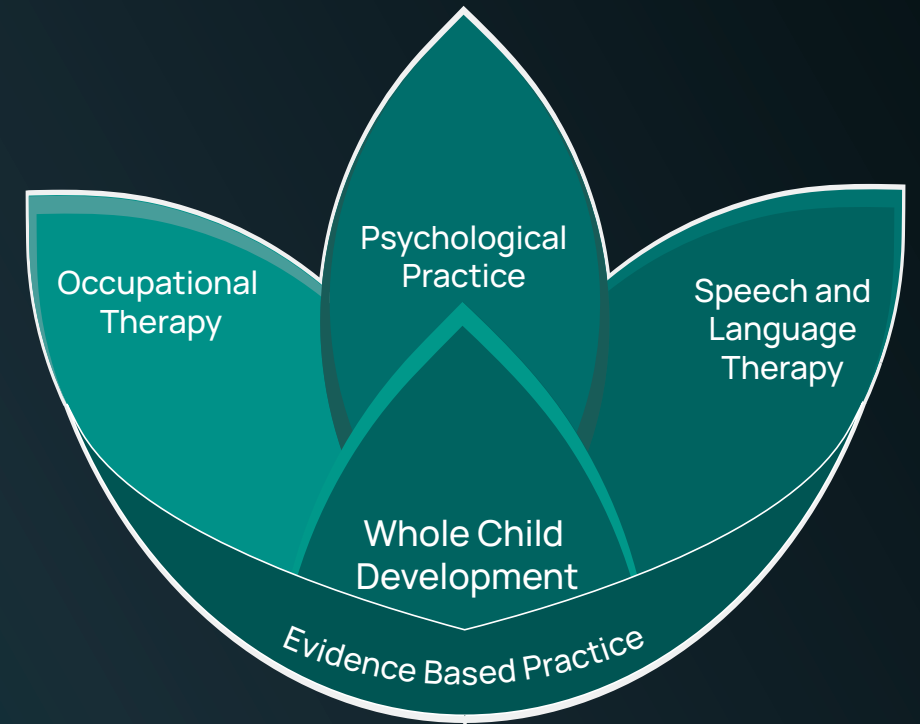 Psychological
Practice
Occupational
Therapy
Speech and
Language
Therapy
Whole Child
Development
Evidence Based Practice